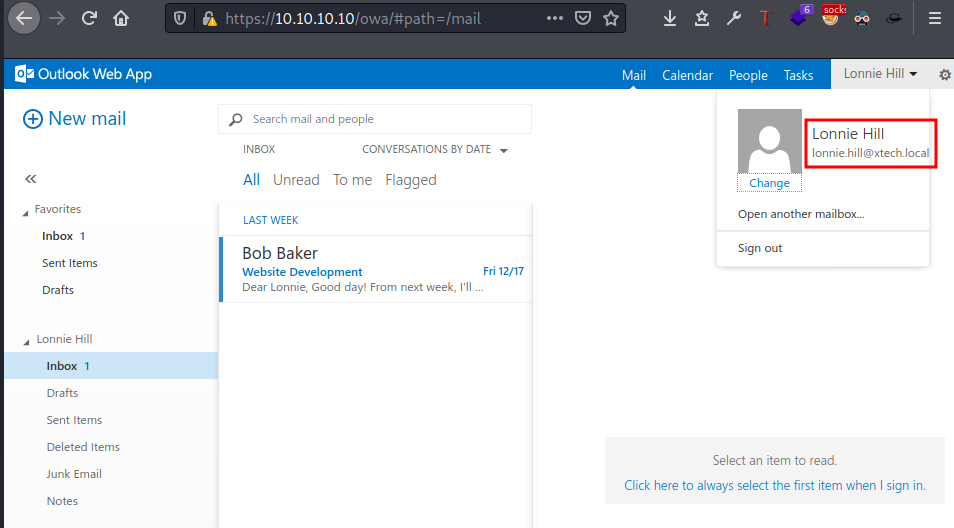 https://10.10.10.10/owa/#path=/mail
6
socks
Outlook Web App
Mail Calendar People Tasks Lonnie Hill
New mail
Search mail and people
INBOX CONVERSATIONS BY DATE
All Unread To me Flagged
Favorites
Inbox 1
Sent Items
Drafts
Lonnie Hill
Inbox 1
Drafts
Sent Items
Deleted Items
Junk Email
Notes
LAST WEEK
Bob Baker
Website Development Fri 12/17
Dear Lonnie, Good day! From next week, I'll ...
Lonnie Hill
lonnie.hill@xtech.local
Change
Open another mailbox...
Sign out
Select an item to read.
Click here to always select the first item when I sign in.